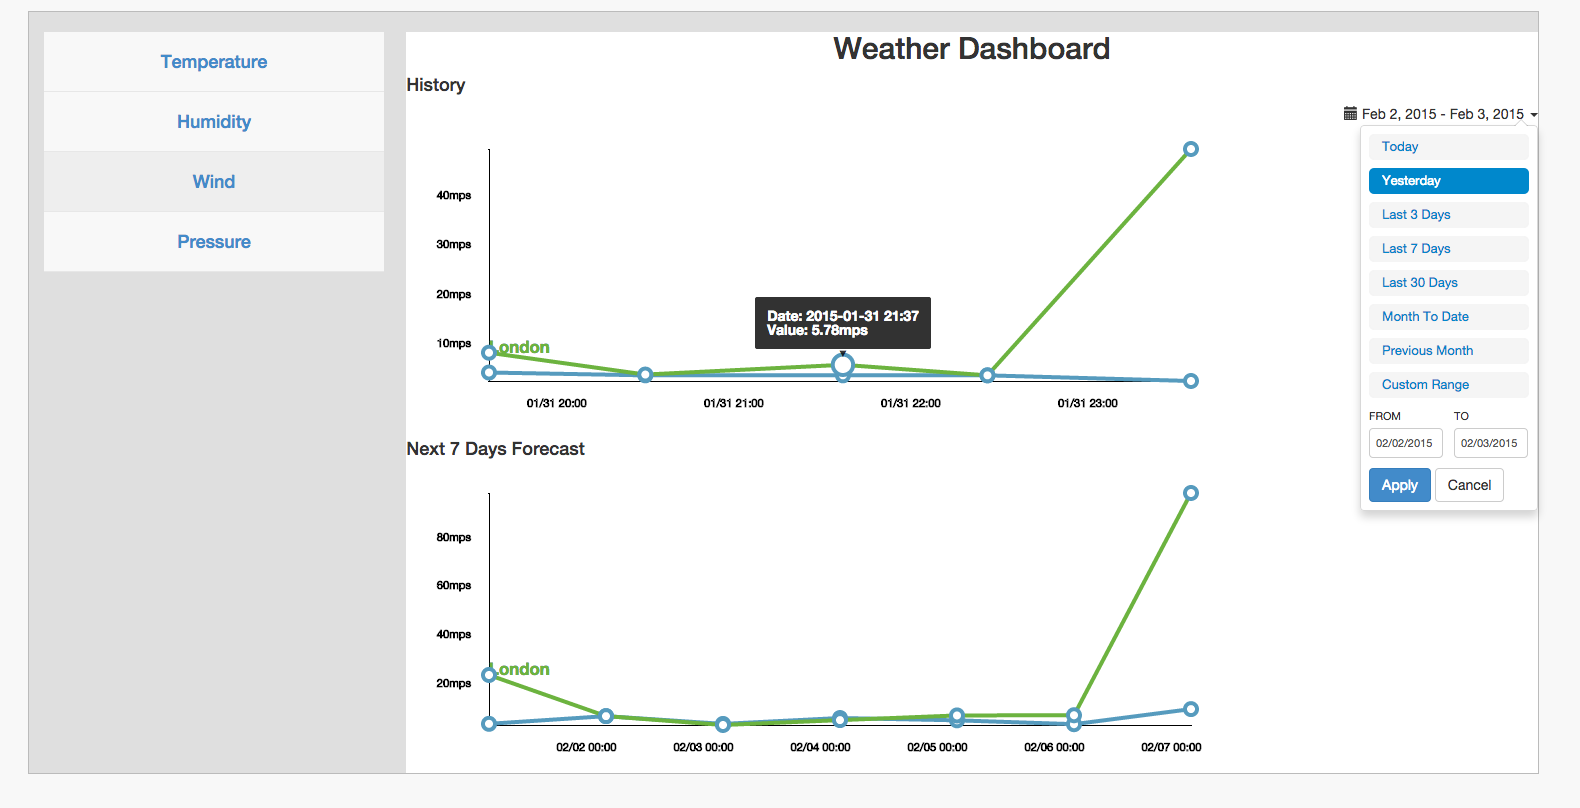 Temperature
Humidity
Wind
Pressure
Weather Dashboard
History
Feb 2, 2015 - Feb 3, 2015
Today
Yesterday
Last 3 Days
Last 7 Days
Last 30 Days
Month To Date
Previous Month
Custom Range
FROM TO
02/02/2015 02/03/2015
Apply Cancel
40mps
30mps
20mps
10mps
London
Date: 2015-01-31 21:37
Value: 5.78mps
01/31 20:00 01/31 21:00 01/31 22:00 01/31 23:00
Next 7 Days Forecast
80mps
60mps
40mps
20mps
London
02/02 00:00 02/03 00:00 02/04 00:00 02/05 00:00 02/06 00:00 02/07 00:00